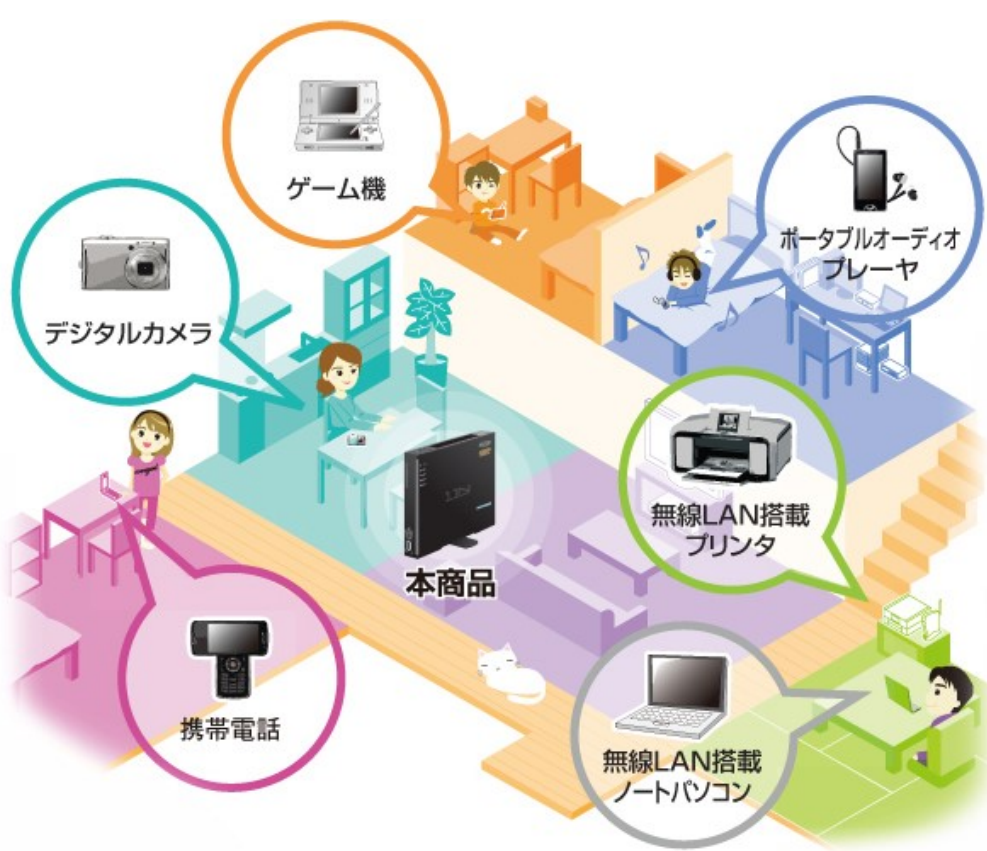 ゲーム機
ポータブルオーディオ
プレーヤ
デジタルカメラ
無線LAN搭載
プリンタ
本商品
携帯電話
無線LAN搭載
ノートパソコン